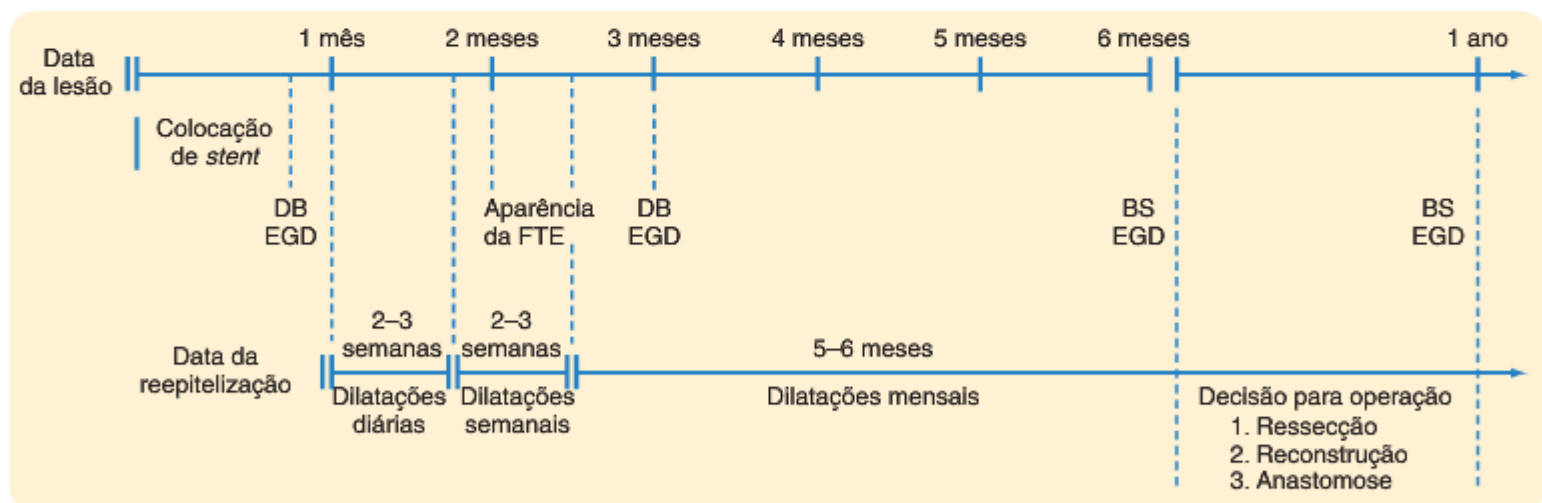 1 mês 2 meses 3 meses 4 meses 5 meses 6 meses 1 ano
Data
da lesão
Colocação
de stent
DB
EGD
Aparência
da FTE
DB
EGD
BS
EGD
BS
EGD
Data da
reepitelização
2–3
semanas
Dilatações
diárias
2–3
semanas
Dilatações
semanais
5–6 meses
Dilatações mensais
Decisão para operação
1. Ressecção
2. Reconstrução
3. Anastomose